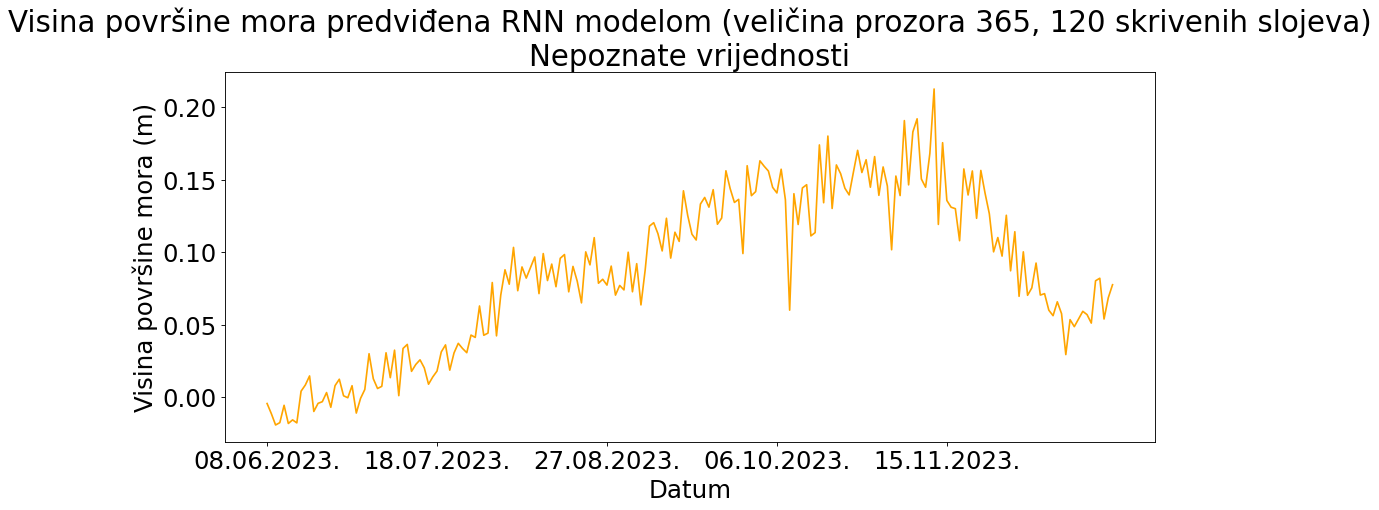 Visina površine mora predviđena RNN modelom (veličina prozora 365, 120 skrivenih slojeva)
Nepoznate vrijednosti
Visina površine mora (m)
0.20
0.15
0.10
0.05
0.00
08.06.2023. 18.07.2023. 27.08.2023. 06.10.2023. 15.11.2023.
Datum